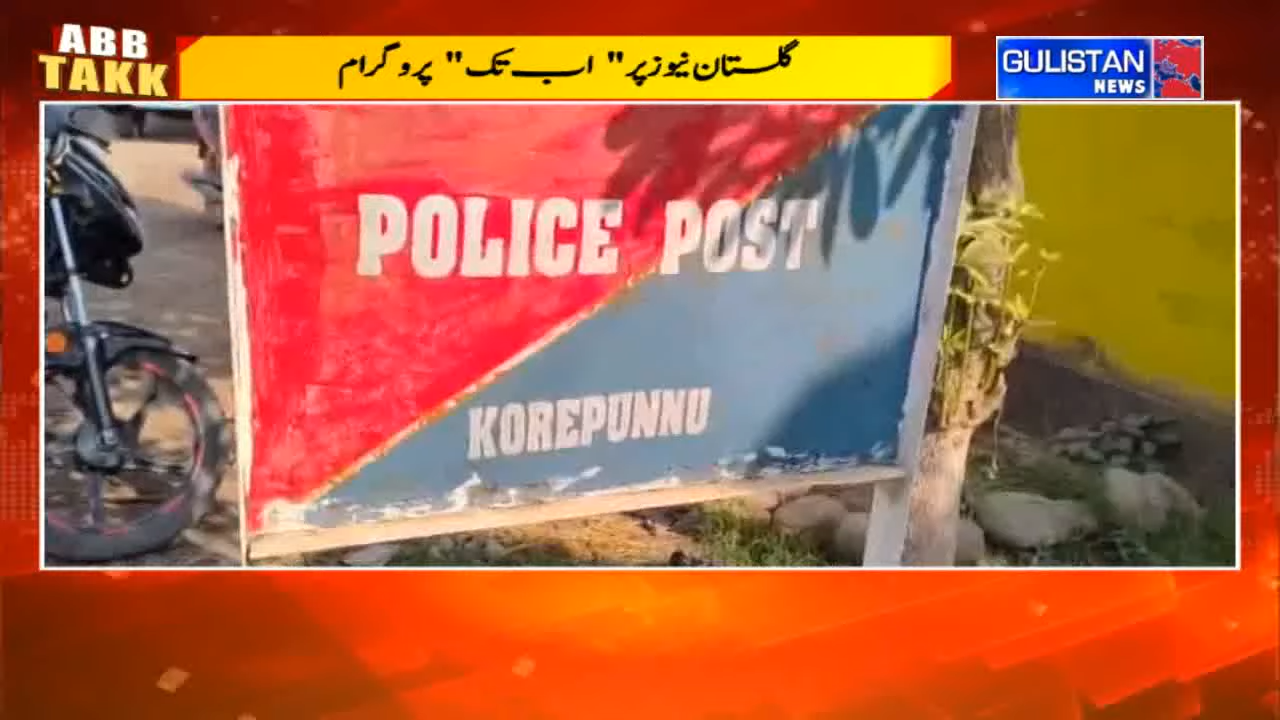 ABB
TAKK
گلستان نیوز پر" اب تک" پروگرام
GULISTAN
NEWS
POLICE POST
KOREPUNNU